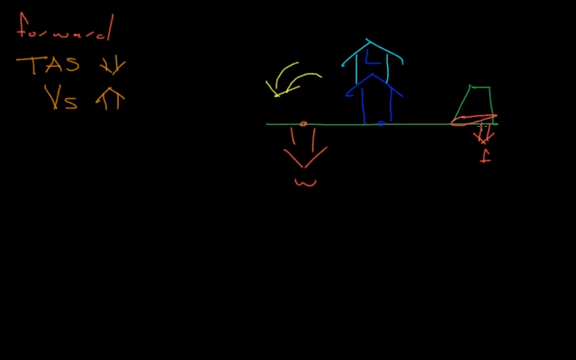 forward
TAS ↓↓
Vs ⇑
L
w
f